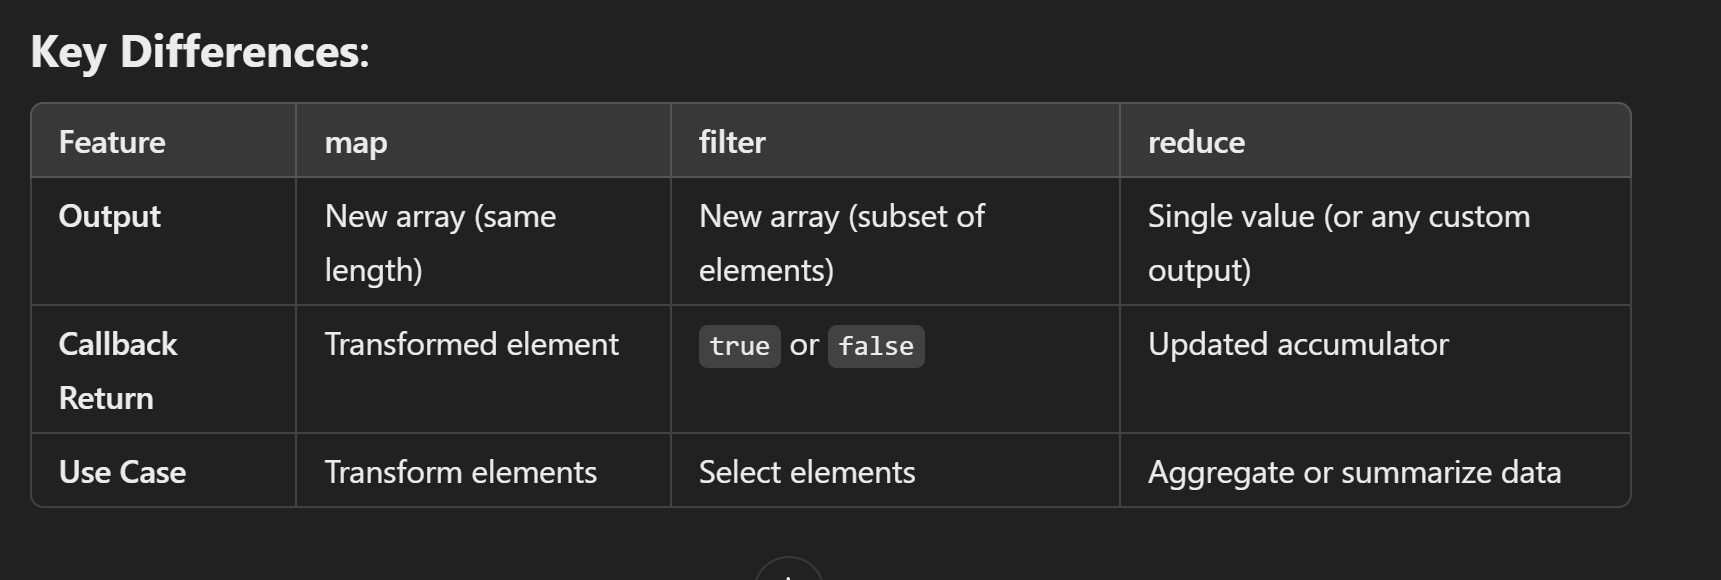 Key Differences:
Feature map filter reduce
Output New array (same New array (subset of Single value (or any custom
length) elements) output)
Callback Transformed element true or false Updated accumulator
Return
Use Case Transform elements Select elements Aggregate or summarize data